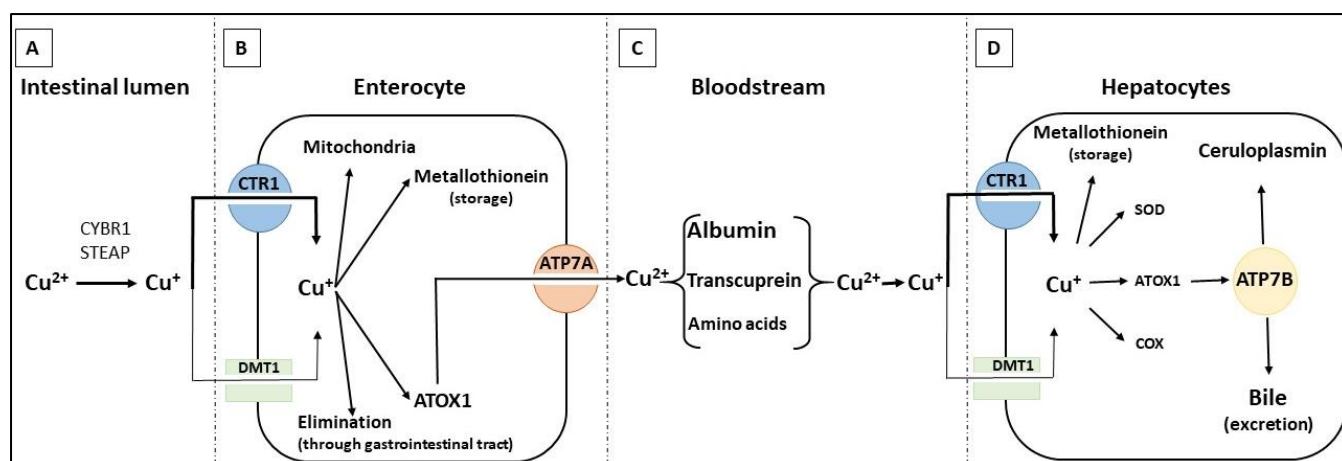 A
Intestinal lumen
CYBR1
STEAP
Cu²⁺
Cu⁺
B
Enterocyte
CTR1
DMT1
Cu⁺
Mitochondria
Metallothionein
(storage)
ATP7A
ATOX1
Elimination
(through gastrointestinal tract)
C
Bloodstream
Cu²⁺
Albumin
Transcuprein
Amino acids
Cu²⁺
Cu⁺
D
Hepatocytes
CTR1
DMT1
Cu⁺
Metallothionein
(storage)
SOD
ATOX1
COX
Ceruloplasmin
ATP7B
Bile
(excretion)